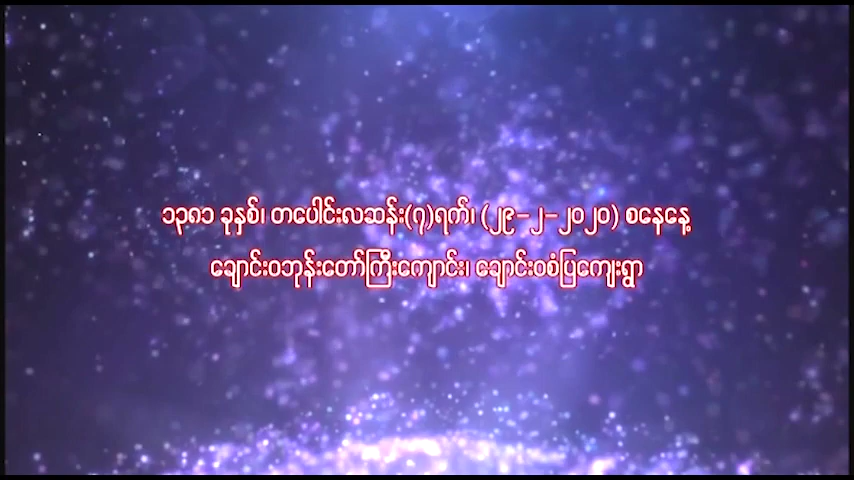 ၁၃၈၁ ခုနှစ်၊ တပေါင်းလဆန်း(၇)ရက်၊ (၂၉-၂-၂၀၂၀) စနေနေ့
ချောင်းဝဘုန်းတော်ကြီးကျောင်း၊ ချောင်းဝစံပြကျေးရွာ